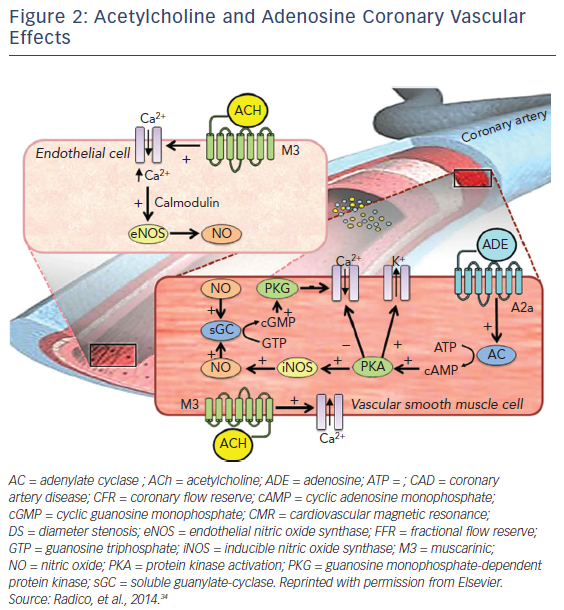 Figure 2: Acetylcholine and Adenosine Coronary Vascular
Effects
ACH
Ca2+
Coronary artery
Endothelial cell
+
M3
Ca2+
+
Calmodulin
eNOS
NO
ADE
NO
PKG
Ca2+
K+
A2a
+
+
cGMP
sGC
GTP
–
+
+
ATP
AC
+
NO
+
iNOS
+
PKA
+
cAMP
M3
+
Vascular smooth muscle cell
Ca2+
ACH
AC = adenylate cyclase ; ACh = acetylcholine; ADE = adenosine; ATP = ; CAD = coronary
artery disease; CFR = coronary flow reserve; cAMP = cyclic adenosine monophosphate;
cGMP = cyclic guanosine monophosphate; CMR = cardiovascular magnetic resonance;
DS = diameter stenosis; eNOS = endothelial nitric oxide synthase; FFR = fractional flow reserve;
GTP = guanosine triphosphate; iNOS = inducible nitric oxide synthase; M3 = muscarinic;
NO = nitric oxide; PKA = protein kinase activation; PKG = guanosine monophosphate-dependent
protein kinase; sGC = soluble guanylate-cyclase. Reprinted with permission from Elsevier.
Source: Radico, et al., 2014.34